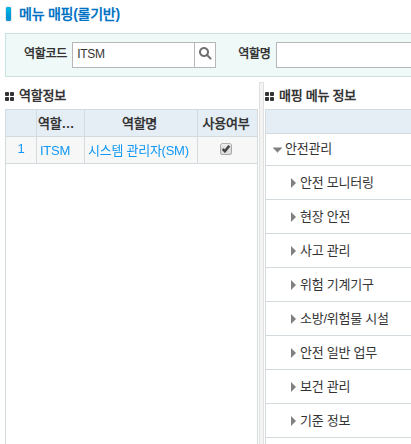 메뉴 매핑(롤기반)
역할코드 ITSM 역할명
역할정보
역할... 역할명 사용여부
1 ITSM 시스템 관리자(SM)
매핑 메뉴 정보
안전관리
안전 모니터링
현장 안전
사고 관리
위험 기계기구
소방/위험물 시설
안전 일반 업무
보건 관리
기준 정보